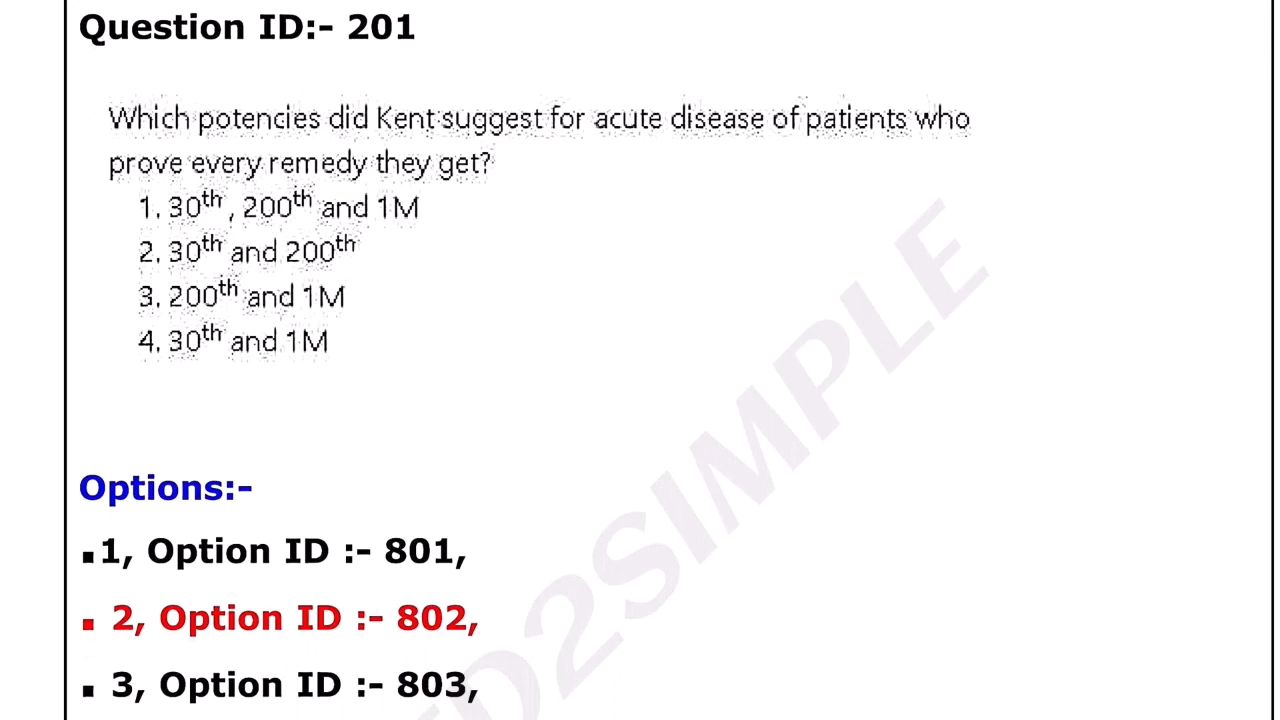 Question ID:- 201
Which potencies did Kent suggest for acute disease of patients who
prove every remedy they get?
1. 30th, 200th and 1M
2. 30th and 200th
3. 200th and 1M
4. 30th and 1M
Options:-
▪1, Option ID :- 801,
▪ 2, Option ID :- 802,
▪ 3, Option ID :- 803,
D2SIMPLE